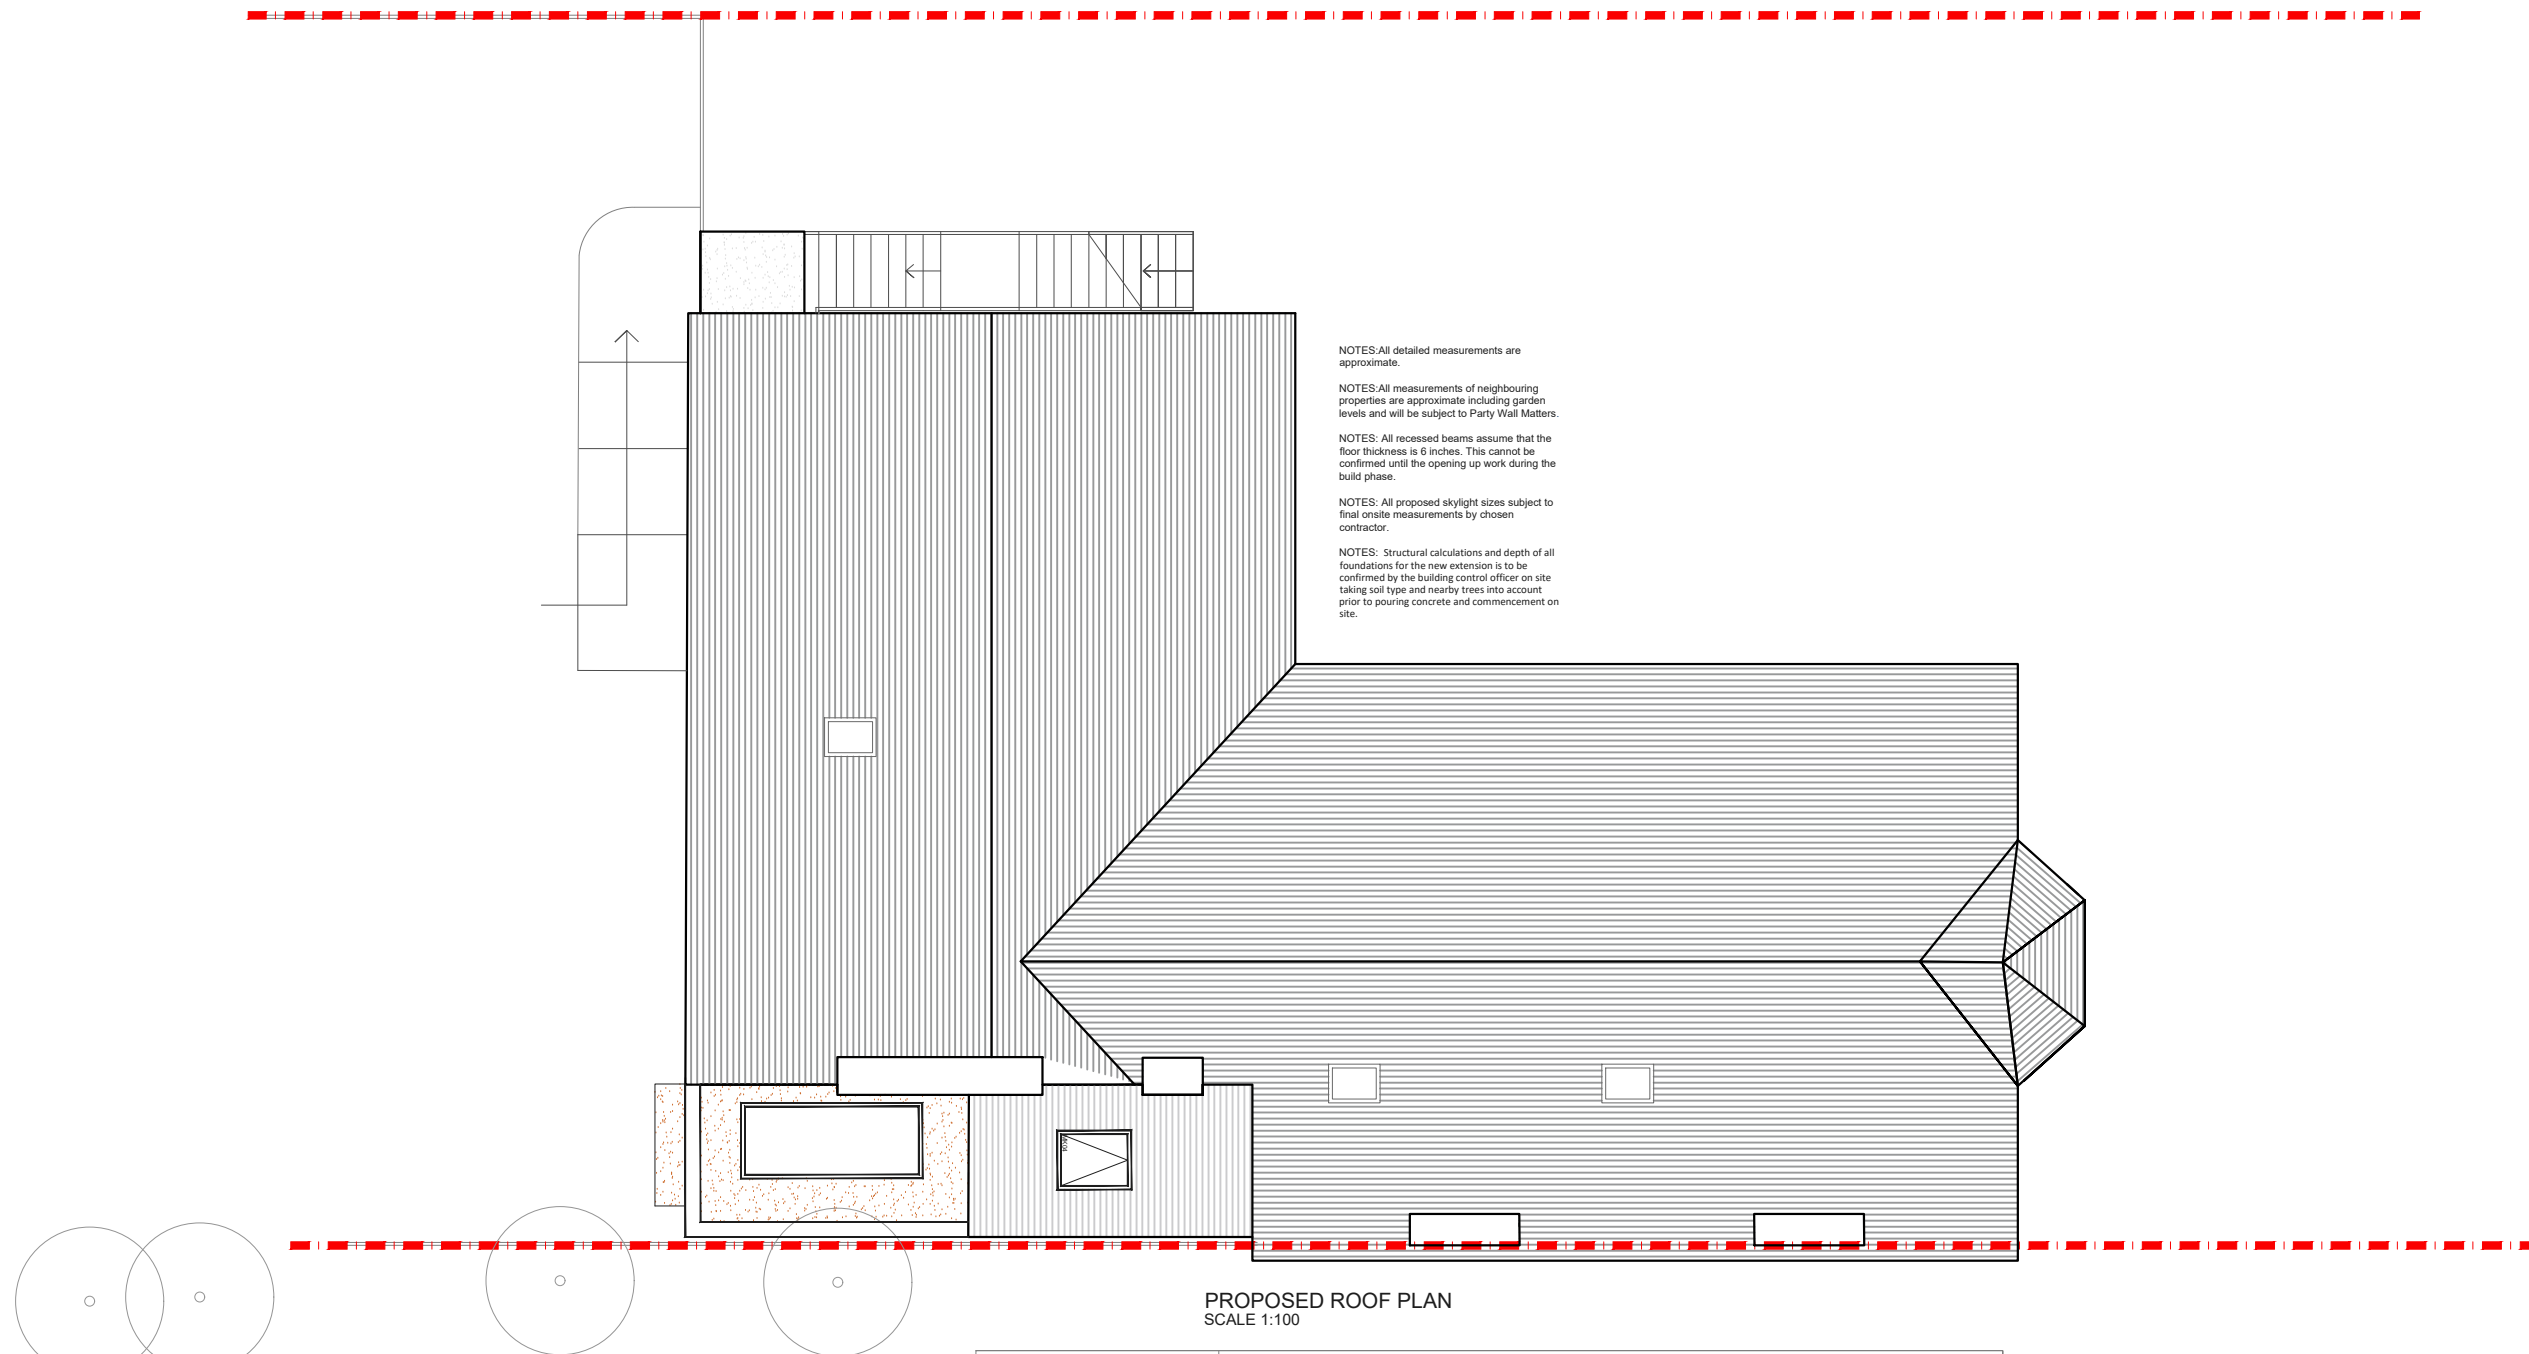 NOTES:All detailed measurements are
approximate.
NOTES:All measurements of neighbouring
properties are approximate including garden
levels and will be subject to Party Wall Matters.
NOTES: All recessed beams assume that the
floor thickness is 6 inches. This cannot be
confirmed until the opening up work during the
build phase.
NOTES: All proposed skylight sizes subject to
final onsite measurements by chosen
contractor.
NOTES: Structural calculations and depth of all
foundations for the new extension is to be
confirmed by the building control officer on site
taking soil type and nearby trees into account
prior to pouring concrete and commencement on
site.
PROPOSED ROOF PLAN
SCALE 1:100